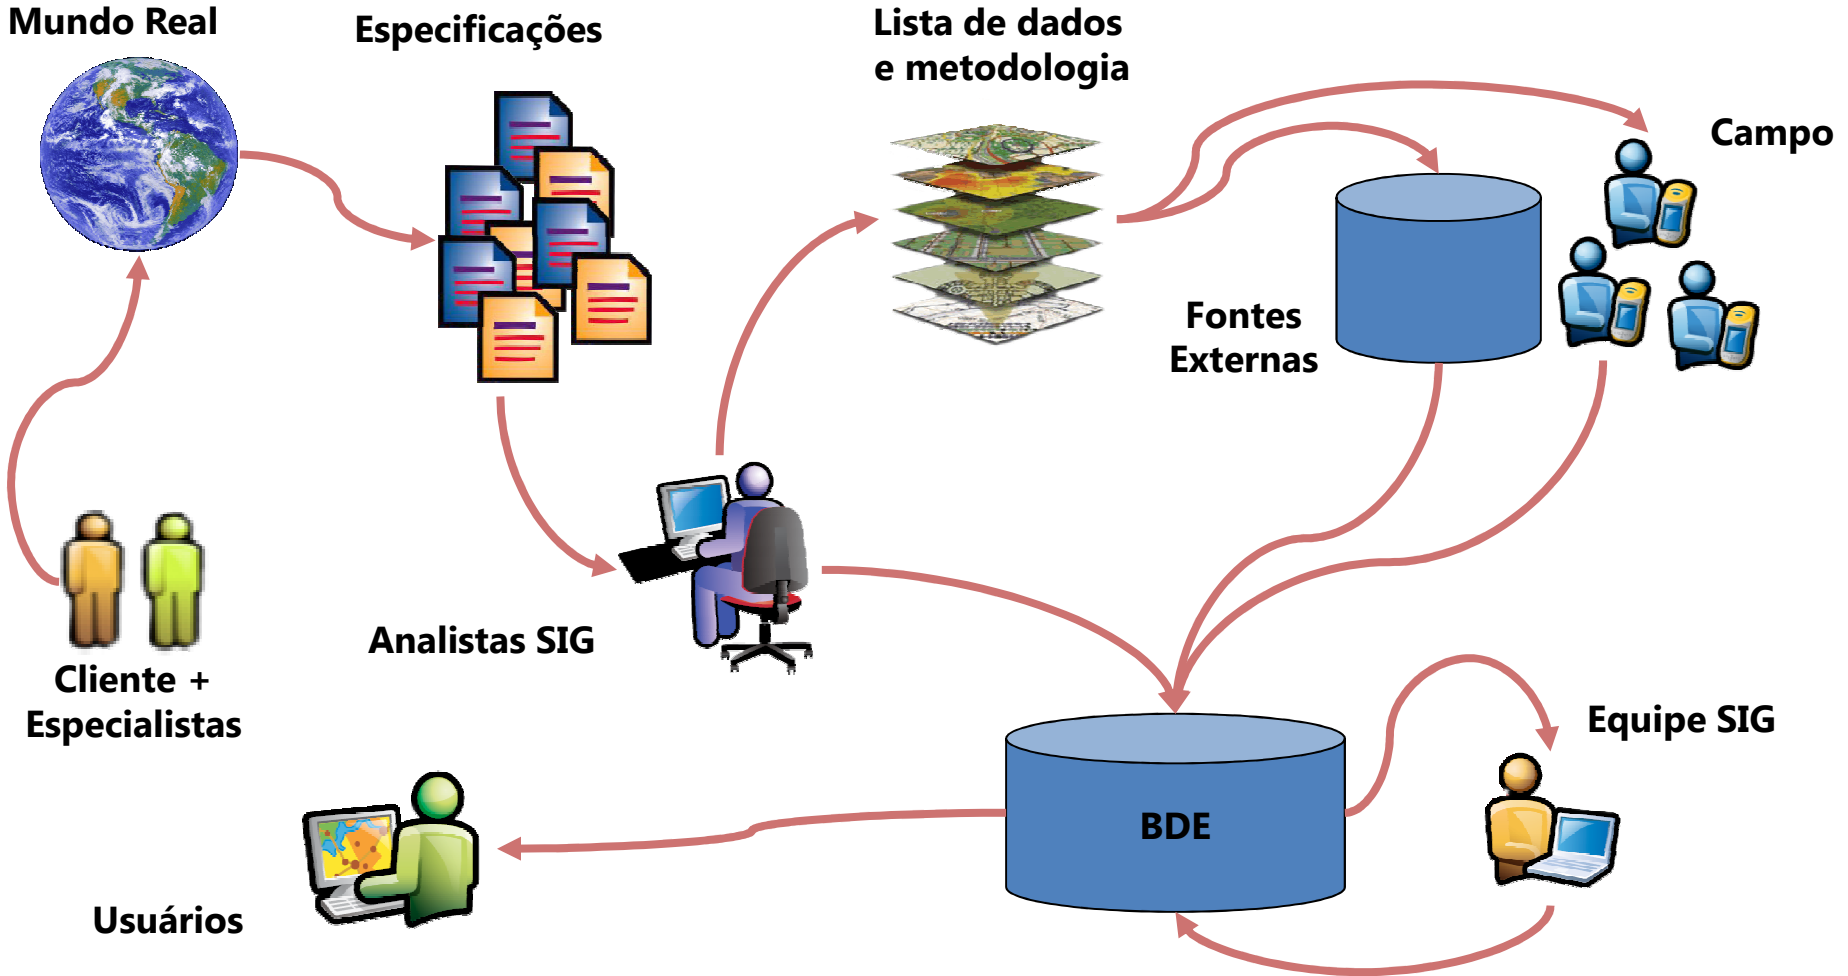 Mundo Real
Especificações
Lista de dados
e metodologia
Campo
Fontes
Externas
Analistas SIG
Cliente +
Especialistas
Equipe SIG
BDE
Usuários